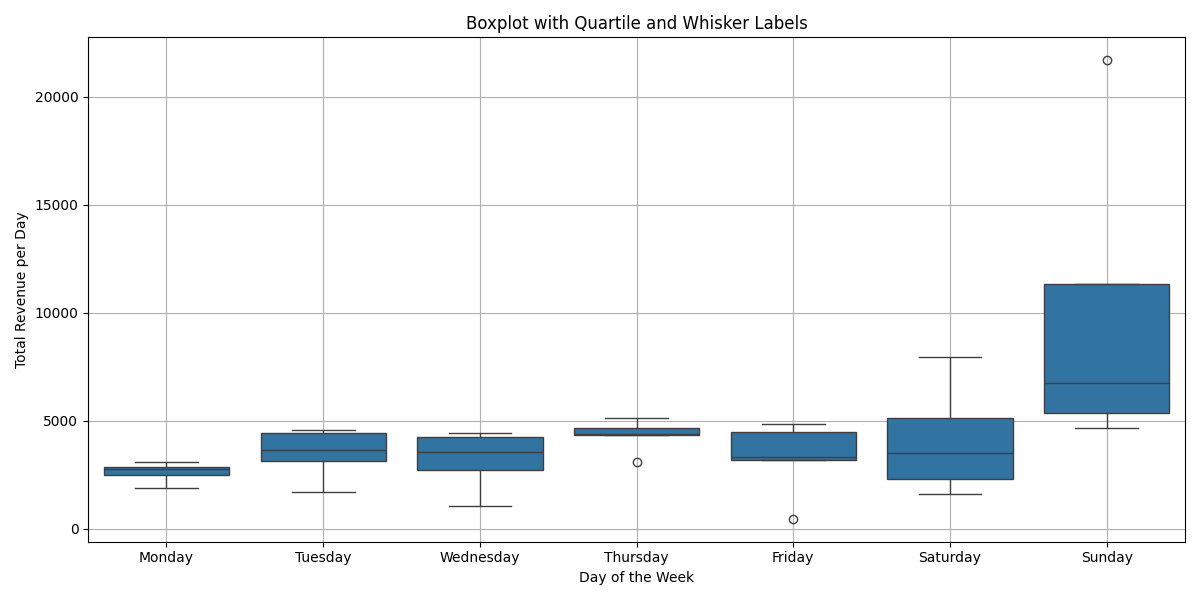 Boxplot with Quartile and Whisker Labels
Total Revenue per Day
20000
15000
10000
5000
0
Monday Tuesday Wednesday Thursday Friday Saturday Sunday
Day of the Week